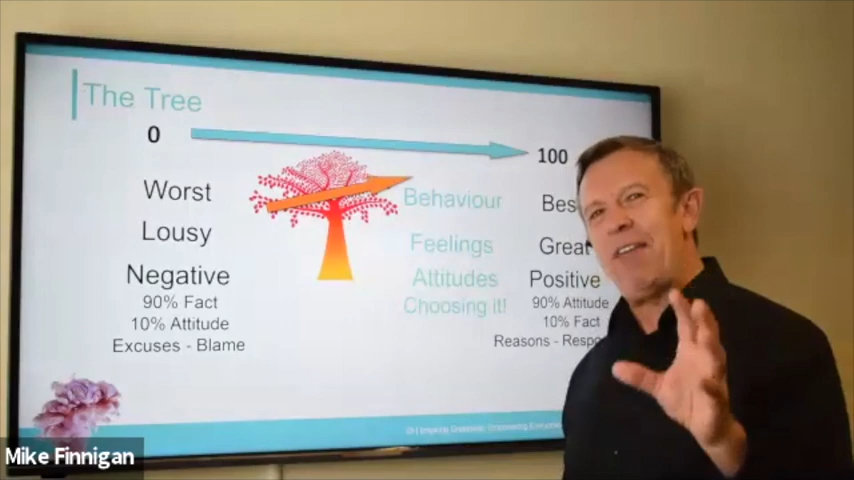 The Tree
0
100
Worst
Behaviour
Lousy
Feelings
Great
Negative
Attitudes
Positive
90% Fact
Choosing it!
90% Attitude
10% Attitude
10% Fact
Excuses - Blame
Reasons -
Mike Finnigan